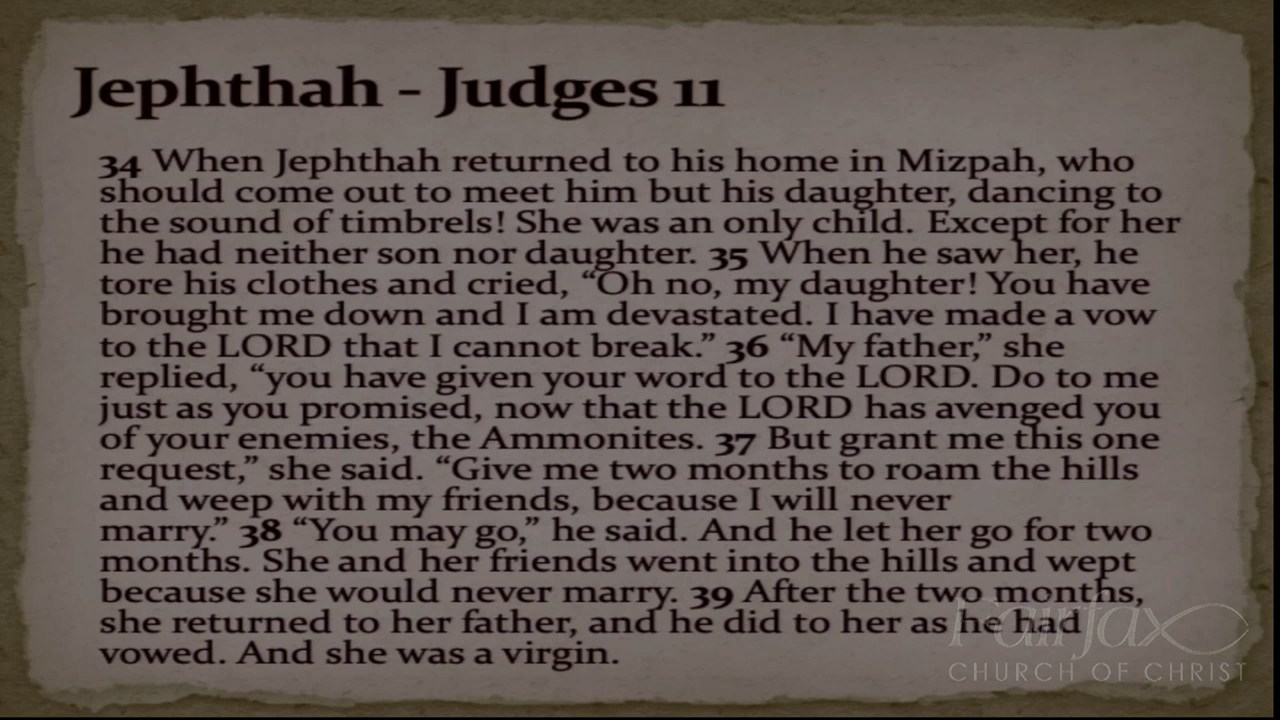 Jephthah - Judges 11
34 When Jephthah returned to his home in Mizpah, who
should come out to meet him but his daughter, dancing to
the sound of timbrels! She was an only child. Except for her
he had neither son nor daughter. 35 When he saw her, he
tore his clothes and cried, “Oh no, my daughter! You have
brought me down and I am devastated. I have made a vow
to the LORD that I cannot break.” 36 “My father,” she
replied, “you have given your word to the LORD. Do to me
just as you promised, now that the LORD has avenged you
of your enemies, the Ammonites. 37 But grant me this one
request,” she said. “Give me two months to roam the hills
and weep with my friends, because I will never
marry.” 38 “You may go,” he said. And he let her go for two
months. She and her friends went into the hills and wept
because she would never marry. 39 After the two months,
she returned to her father, and he did to her as he had
vowed. And she was a virgin.
Fairfax
CHURCH OF CHRIST